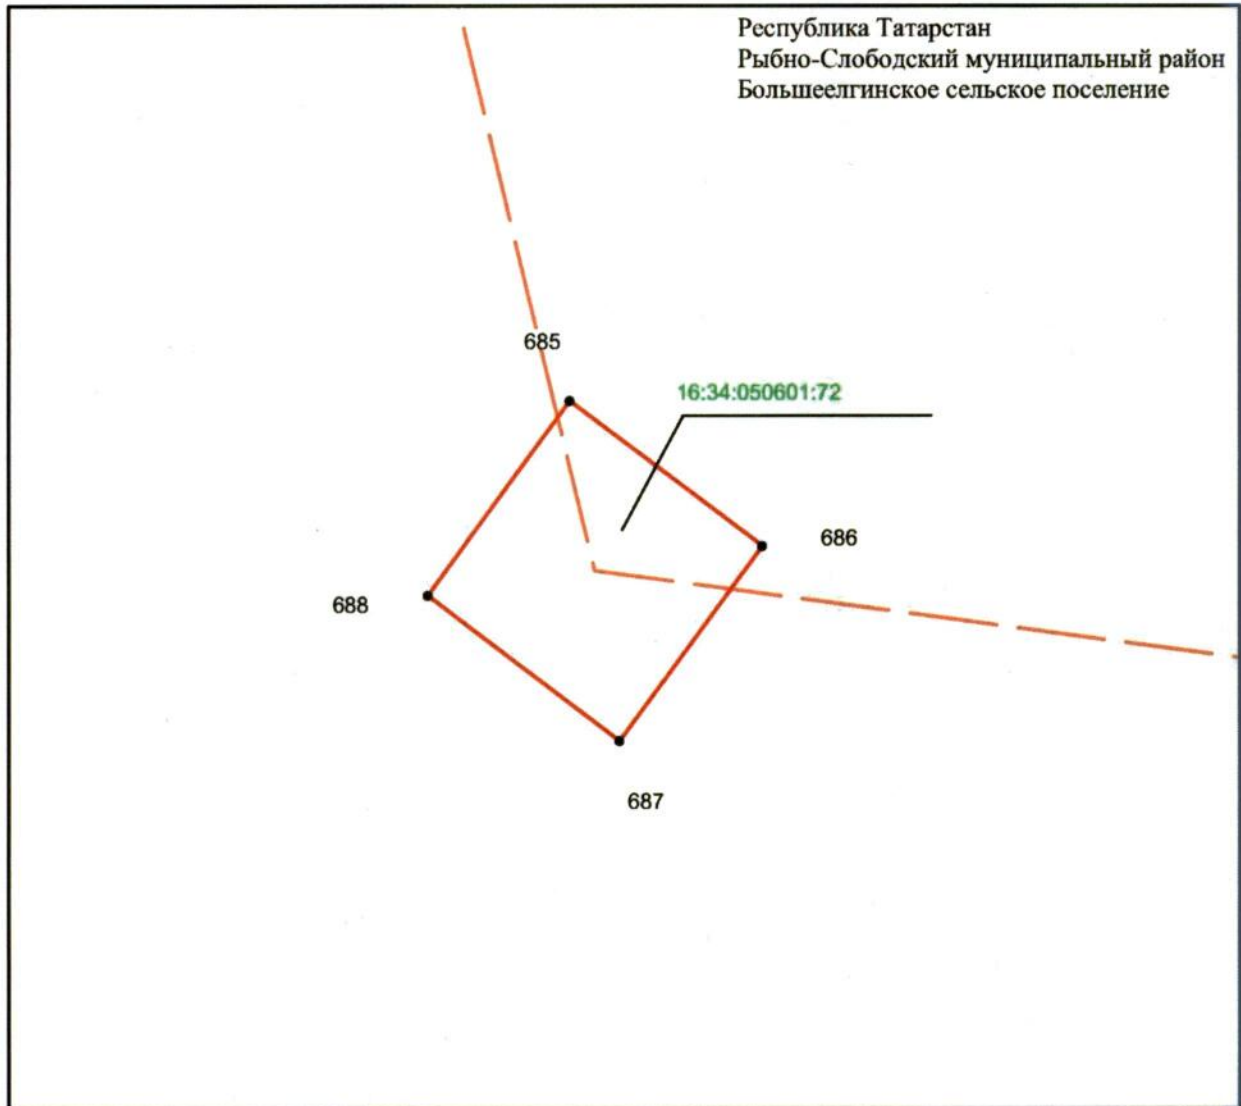 Республика Татарстан
Рыбно-Слободский муниципальный район
Большеелгинское сельское поселение
685
16:34:050601:72
686
688
687